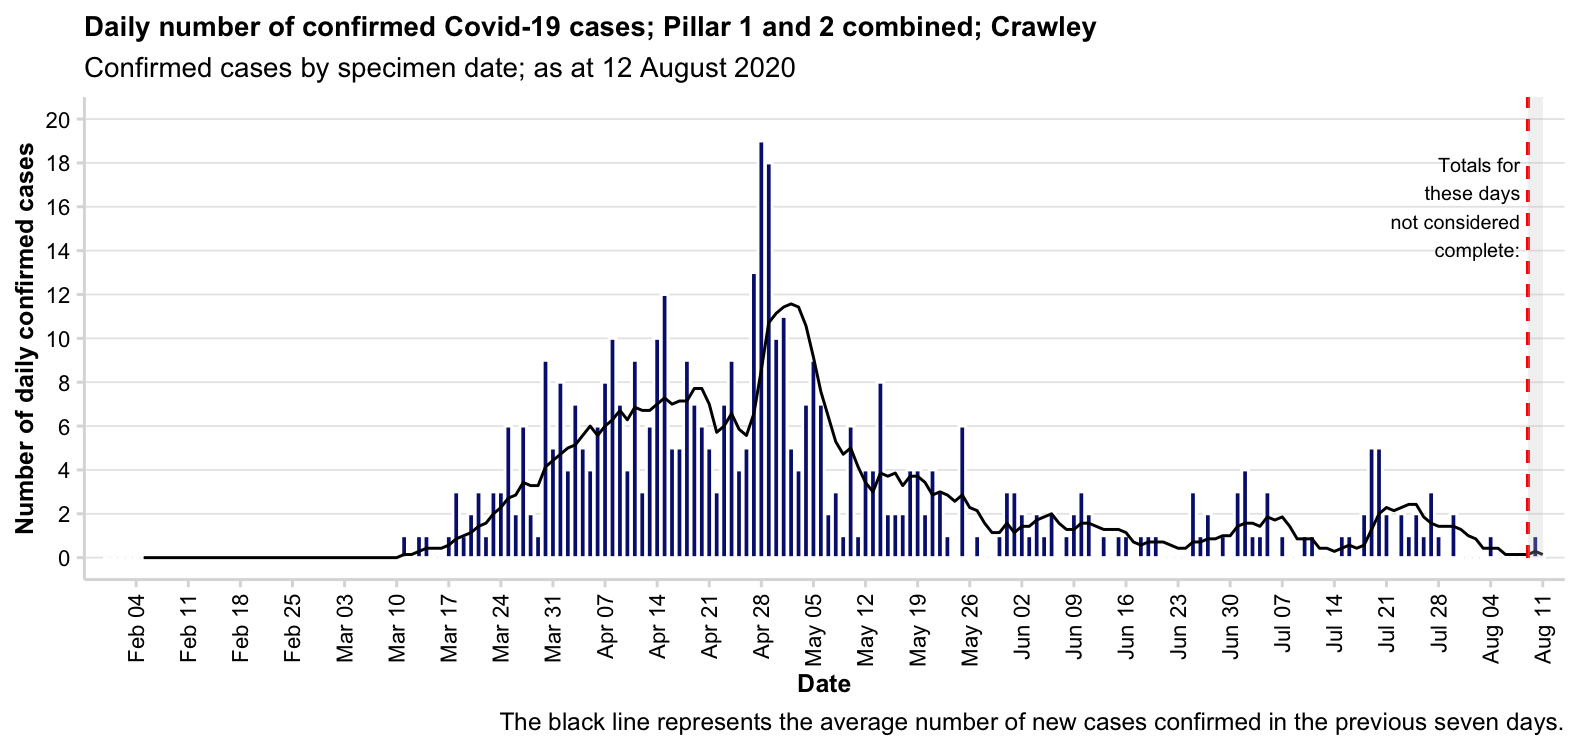 Daily number of confirmed Covid-19 cases; Pillar 1 and 2 combined; Crawley
Confirmed cases by specimen date; as at 12 August 2020
Number of daily confirmed cases
20
18
16
14
12
10
8
6
4
2
0
Totals for
these days
not considered
complete:
Feb 04
Feb 11
Feb 18
Feb 25
Mar 03
Mar 10
Mar 17
Mar 24
Mar 31
Apr 07
Apr 14
Apr 21
Apr 28
May 05
May 12
May 19
May 26
Jun 02
Jun 09
Jun 16
Jun 23
Jun 30
Jul 07
Jul 14
Jul 21
Jul 28
Aug 04
Aug 11
Date
The black line represents the average number of new cases confirmed in the previous seven days.